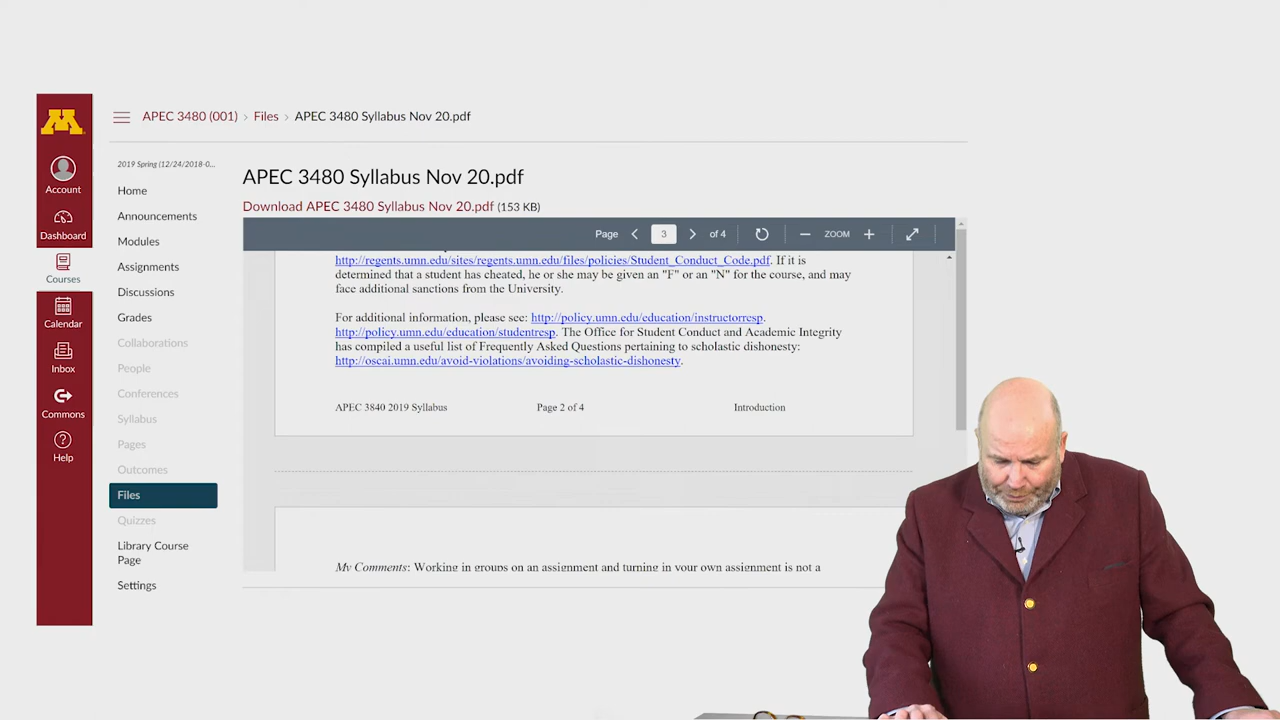 M
APEC 3480 (001) › Files › APEC 3480 Syllabus Nov 20.pdf
Account
Dashboard
Courses
Calendar
Inbox
Commons
Help
2019 Spring (12/24/2018-0...
Home
Announcements
Modules
Assignments
Discussions
Grades
Collaborations
People
Conferences
Syllabus
Pages
Outcomes
Files
Quizzes
Library Course
Page
Settings
APEC 3480 Syllabus Nov 20.pdf
Download APEC 3480 Syllabus Nov 20.pdf (153 KB)
Page 3 of 4 ZOOM
http://regents.umn.edu/sites/regents.umn.edu/files/policies/Student_Conduct_Code.pdf. If it is
determined that a student has cheated, he or she may be given an "F" or an "N" for the course, and may
face additional sanctions from the University.
For additional information, please see: http://policy.umn.edu/education/instructorresp.
http://policy.umn.edu/education/studentresp. The Office for Student Conduct and Academic Integrity
has compiled a useful list of Frequently Asked Questions pertaining to scholastic dishonesty:
http://oscai.umn.edu/avoid-violations/avoiding-scholastic-dishonesty.
APEC 3840 2019 Syllabus Page 2 of 4 Introduction
My Comments: Working in groups on an assignment and turning in your own assignment is not a